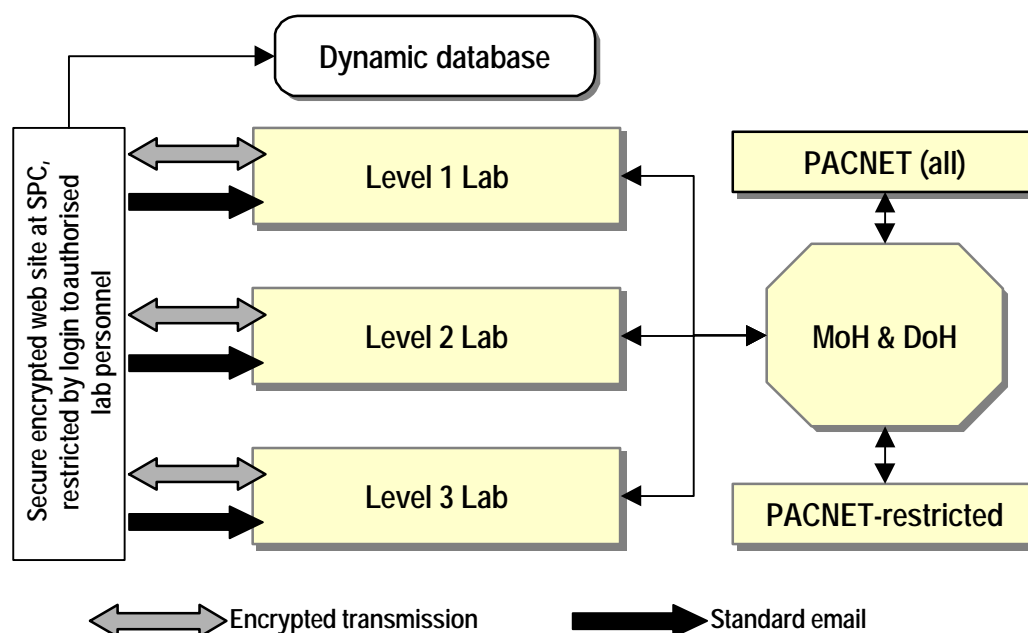 Dynamic database
Secure encrypted web site at SPC,
restricted by login to authorised
lab personnel
Level 1 Lab
PACNET (all)
Level 2 Lab
MoH & DoH
Level 3 Lab
PACNET-restricted
Encrypted transmission
Standard email